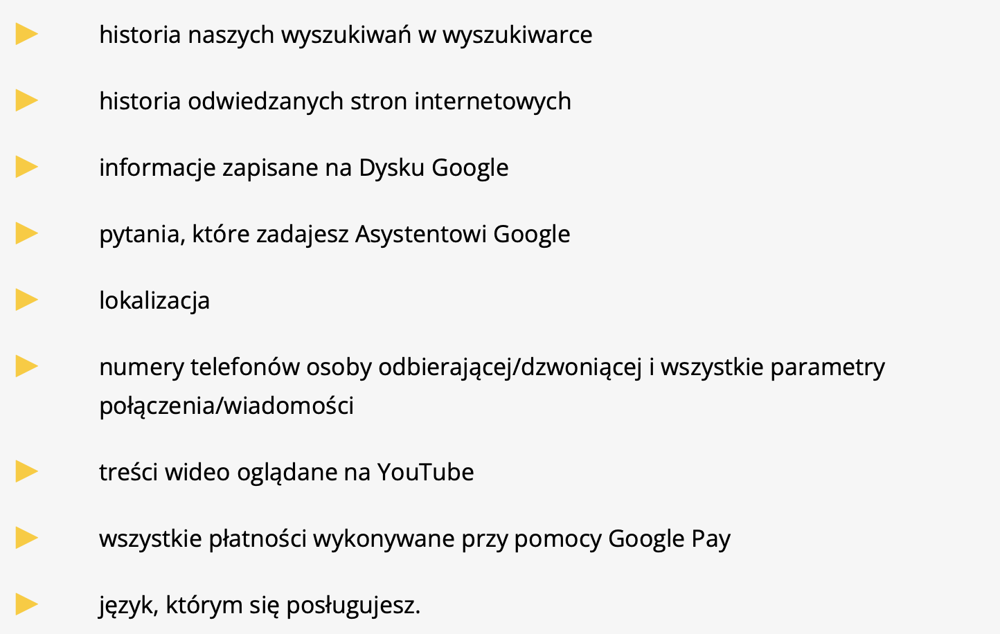 historia naszych wyszukiwań w wyszukiwarce
historia odwiedzanych stron internetowych
informacje zapisane na Dysku Google
pytania, które zadajesz Asystentowi Google
lokalizacja
numery telefonów osoby odbierającej/dzwoniącej i wszystkie parametry
połączenia/wiadomości
treści wideo oglądane na YouTube
wszystkie płatności wykonywane przy pomocy Google Pay
język, którym się posługujesz.